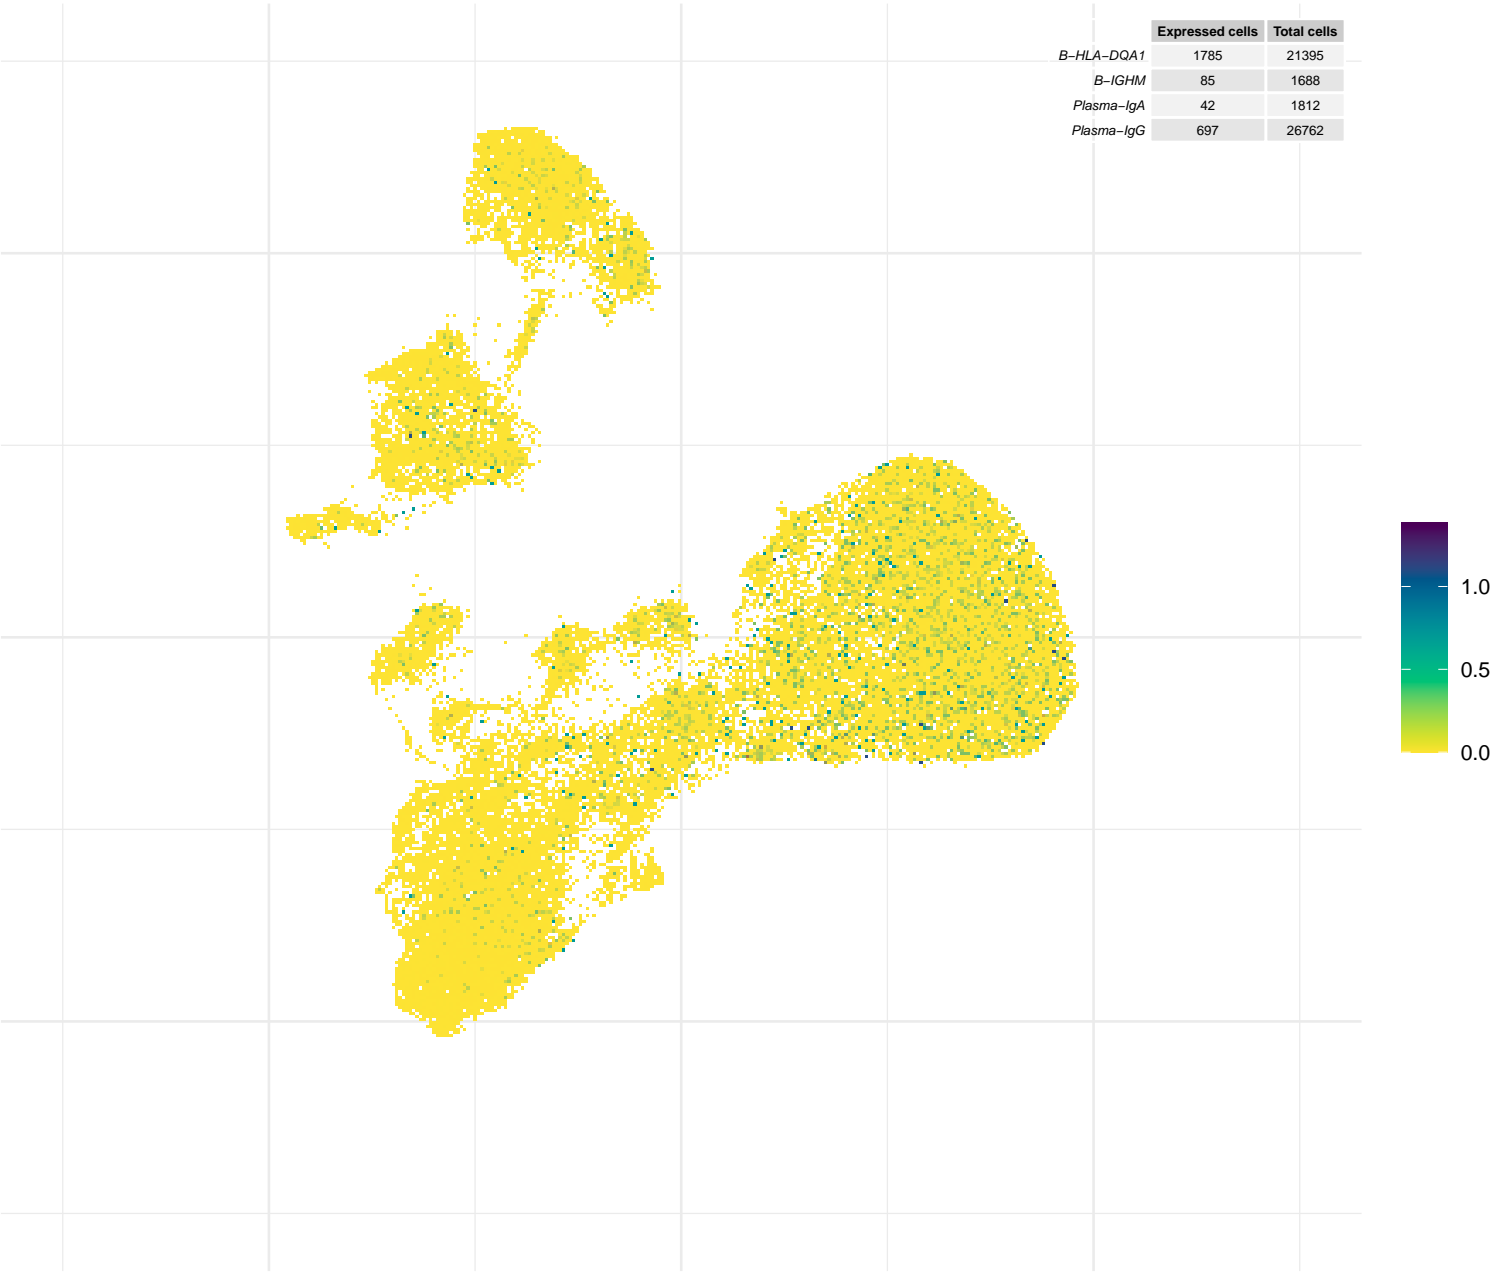 Expressed cells Total cells
B−HLA−DQA1 1785 21395
B−IGHM 85 1688
Plasma−IgA 42 1812
Plasma−IgG 697 26762
1.0
0.5
0.0